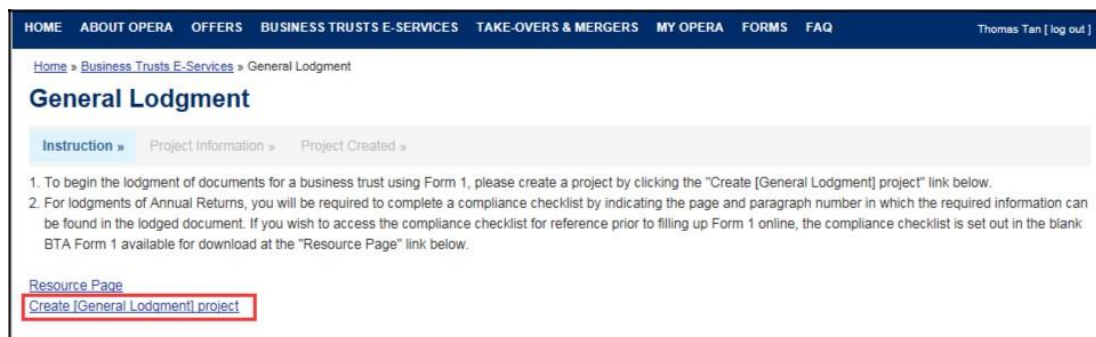 HOME ABOUT OPERA OFFERS BUSINESS TRUSTS E-SERVICES TAKE-OVERS & MERGERS MY OPERA FORMS FAQ Thomas Tan [ log out ]
Home » Business Trusts E-Services » General Lodgment
General Lodgment
Instruction » Project Information » Project Created »
1. To begin the lodgment of documents for a business trust using Form 1, please create a project by clicking the "Create [General Lodgment] project" link below.
2. For lodgments of Annual Returns, you will be required to complete a compliance checklist by indicating the page and paragraph number in which the required information can
be found in the lodged document. If you wish to access the compliance checklist for reference prior to filling up Form 1 online, the compliance checklist is set out in the blank
BTA Form 1 available for download at the "Resource Page" link below.
Resource Page
Create [General Lodgment] project